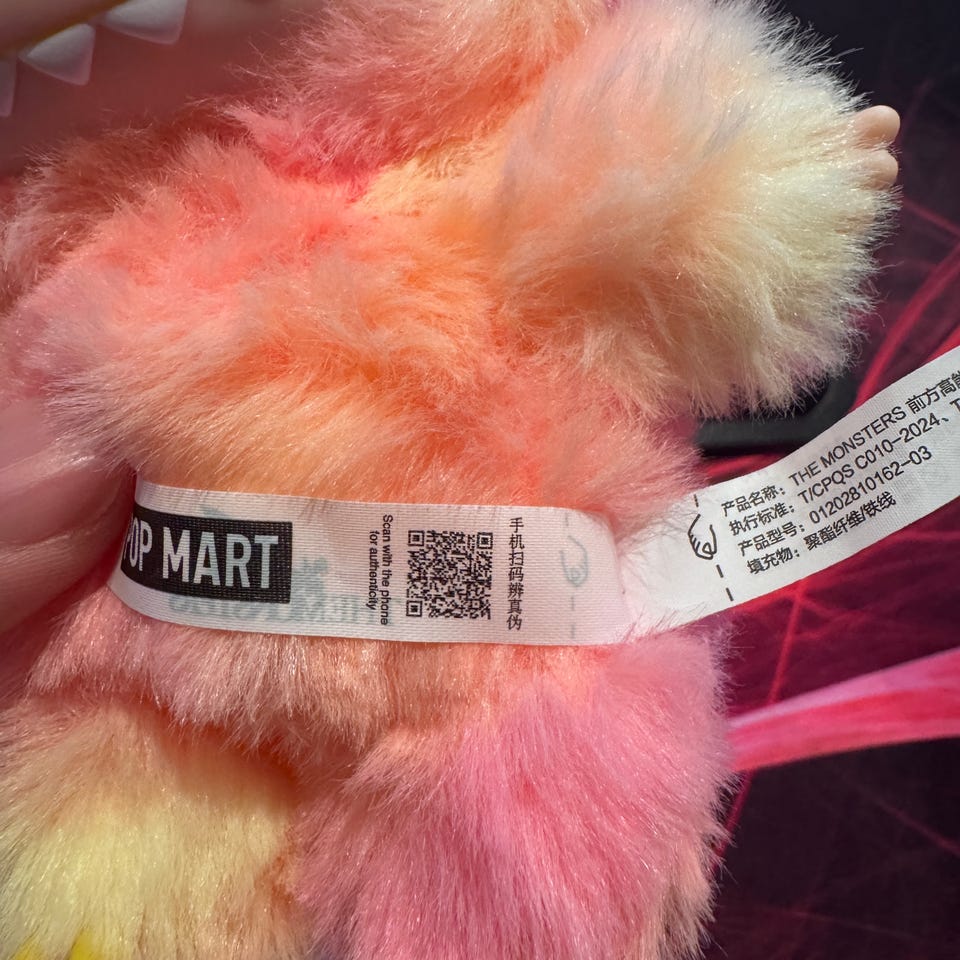 POP MART
Scan with the phone
for authenticity
手机扫码辨真伪
产品名称: THE MONSTERS 前方高能
执行标准: T/CPQS C010-2024、T
产品型号: 01202810162-03
填充物: 聚酯纤维/铁线